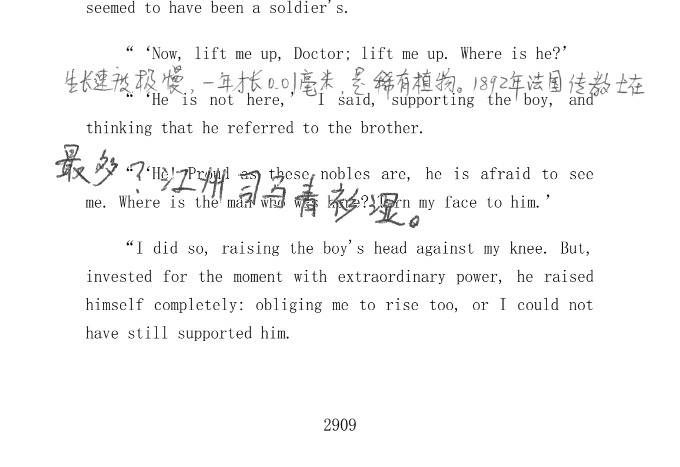 seemed to have been a soldier's.
“ ‘Now, lift me up, Doctor; lift me up. Where is he?’
生长速度极慢，一年才长0.01毫米，是稀有植物。1892年法国传教士在
“ ‘He is not here,’ I said, supporting the boy, and
thinking that he referred to the brother.
最多？江州司马青衫湿。
“ ‘He! Proud as these nobles are, he is afraid to see
me. Where is the man who was here? Turn my face to him.’
“I did so, raising the boy's head against my knee. But,
invested for the moment with extraordinary power, he raised
himself completely: obliging me to rise too, or I could not
have still supported him.
2909